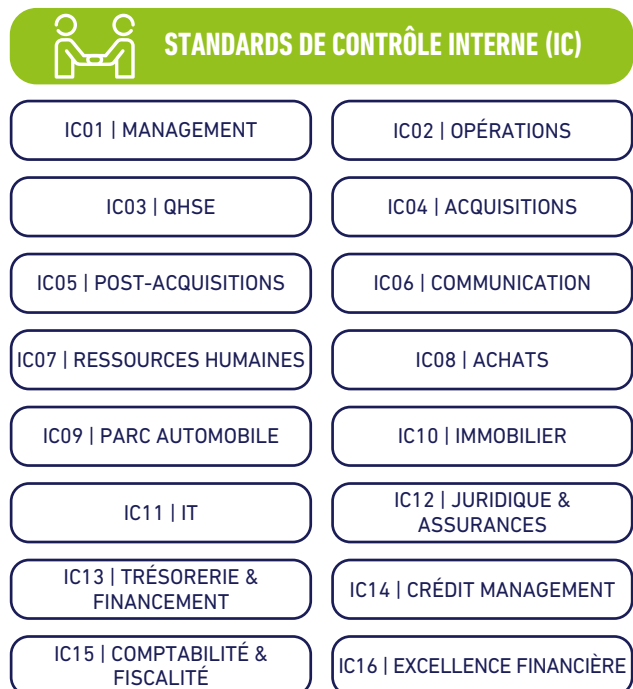 STANDARDS DE CONTRÔLE INTERNE (IC)
IC01 | MANAGEMENT
IC02 | OPÉRATIONS
IC03 | QHSE
IC04 | ACQUISITIONS
IC05 | POST-ACQUISITIONS
IC06 | COMMUNICATION
IC07 | RESSOURCES HUMAINES
IC08 | ACHATS
IC09 | PARC AUTOMOBILE
IC10 | IMMOBILIER
IC11 | IT
IC12 | JURIDIQUE &
ASSURANCES
IC13 | TRÉSORERIE &
FINANCEMENT
IC14 | CRÉDIT MANAGEMENT
IC15 | COMPTABILITÉ &
FISCALITÉ
IC16 | EXCELLENCE FINANCIÈRE